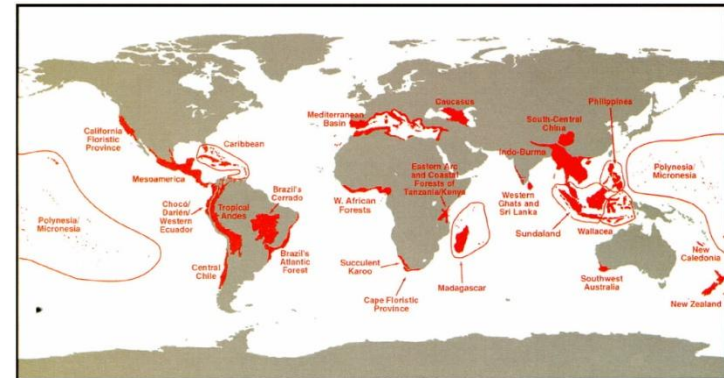 California
Floristic
Province
Mesoamerica
Caribbean
Polynesia/
Micronesia
Chocó/
Darién/
Western
Ecuador
Tropical
Andes
Brazil's
Cerrado
Central
Chile
Brazil's
Atlantic
Forest
Mediterranean
Basin
Caucasus
W. African
Forests
Eastern Arc
and Coastal
Forests of
Tanzania/Kenya
Succulent
Karoo
Cape Floristic
Province
Madagascar
South-Central
China
Philippines
Indo-Burma
Western
Ghats and
Sri Lanka
Sundaland
Wallacea
Polynesia/
Micronesia
New
Caledonia
Southwest
Australia
New Zealand